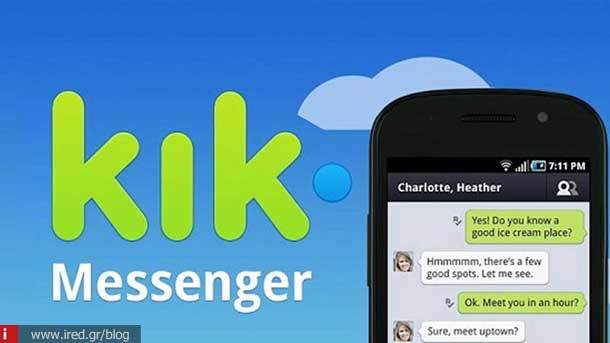 kik
Messenger
7:11 PM
Charlotte, Heather
Yes! Do you know a
good ice cream place?
Hmmmmm, there's a few
good spots. Let me see.
Ok. Meet you in an hour?
Sure, meet uptown?
i www.ired.gr/blog